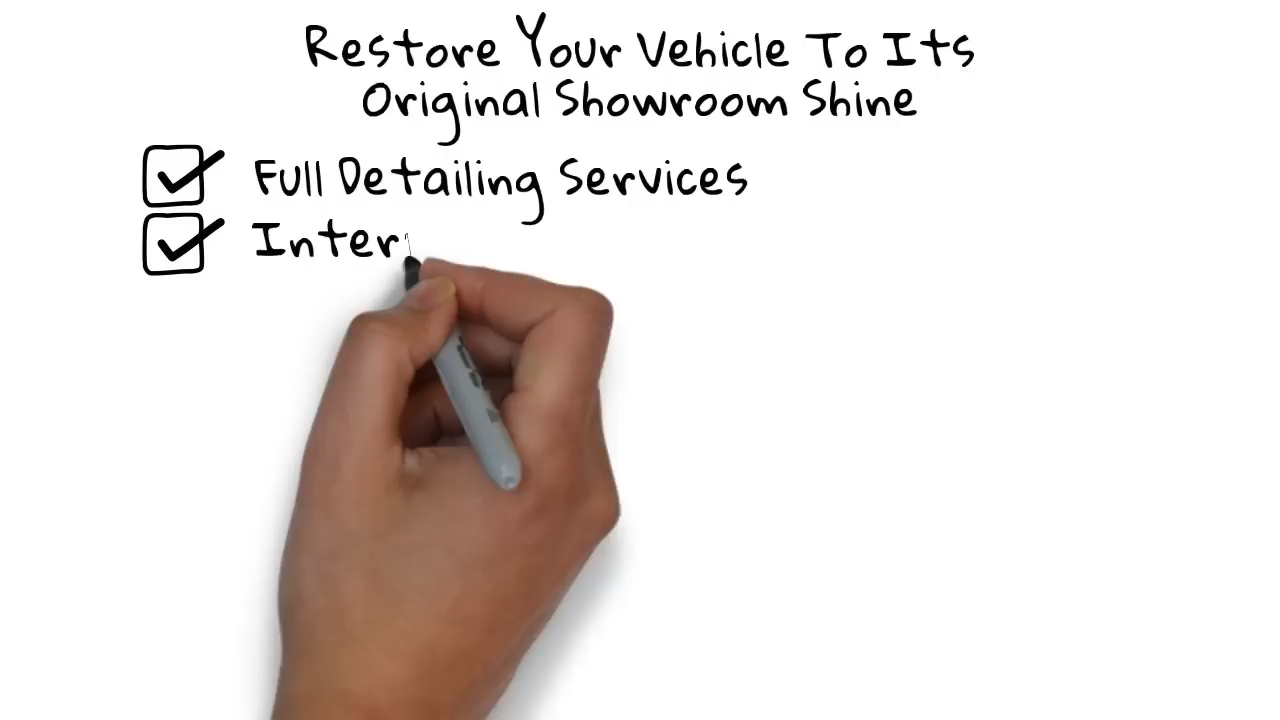 Restore Your Vehicle To Its
Original Showroom Shine
Full Detailing Services
Inter